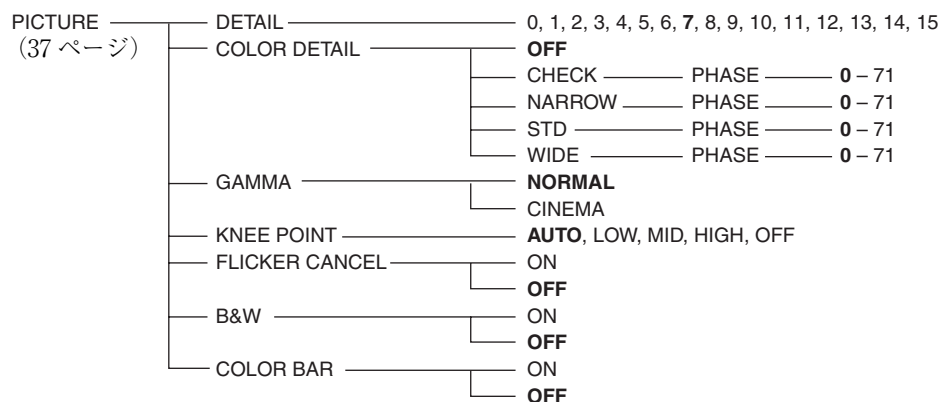 PICTURE DETAIL 0, 1, 2, 3, 4, 5, 6, 7, 8, 9, 10, 11, 12, 13, 14, 15
(37 ページ) COLOR DETAIL OFF
CHECK PHASE 0 – 71
NARROW PHASE 0 – 71
STD PHASE 0 – 71
WIDE PHASE 0 – 71
GAMMA NORMAL
CINEMA
KNEE POINT AUTO, LOW, MID, HIGH, OFF
FLICKER CANCEL ON
OFF
B&W ON
OFF
COLOR BAR ON
OFF